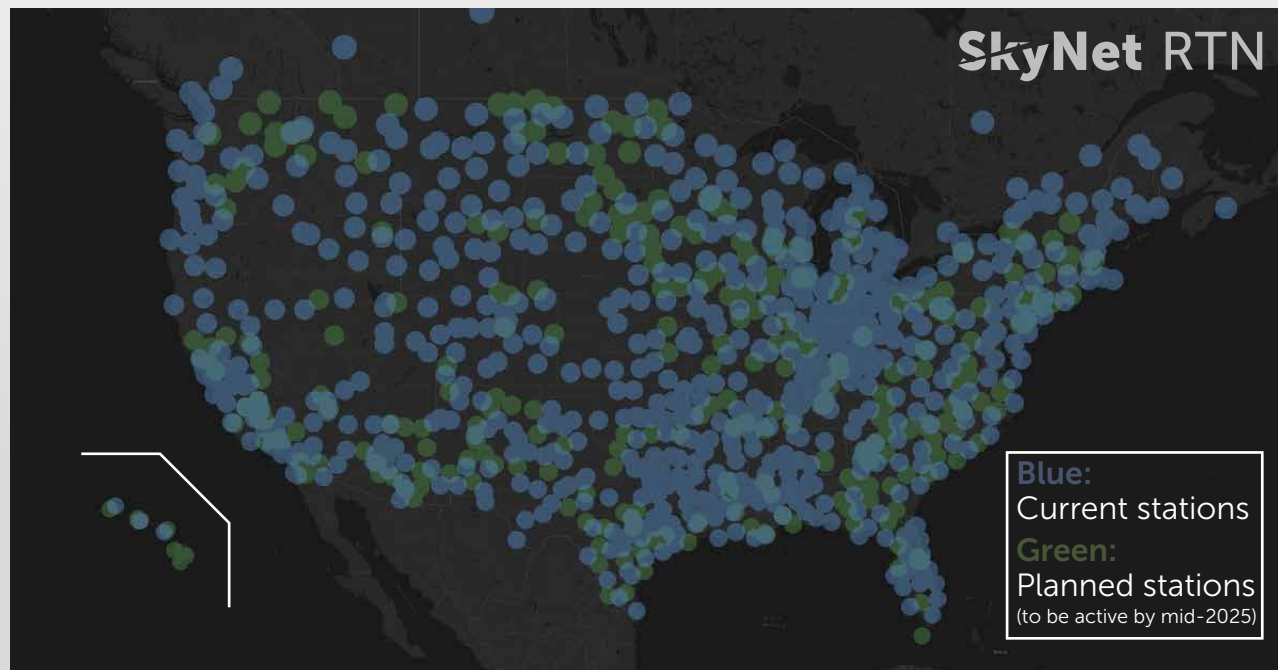 SkyNet RTN
Blue:
Current stations
Green:
Planned stations
(to be active by mid-2025)